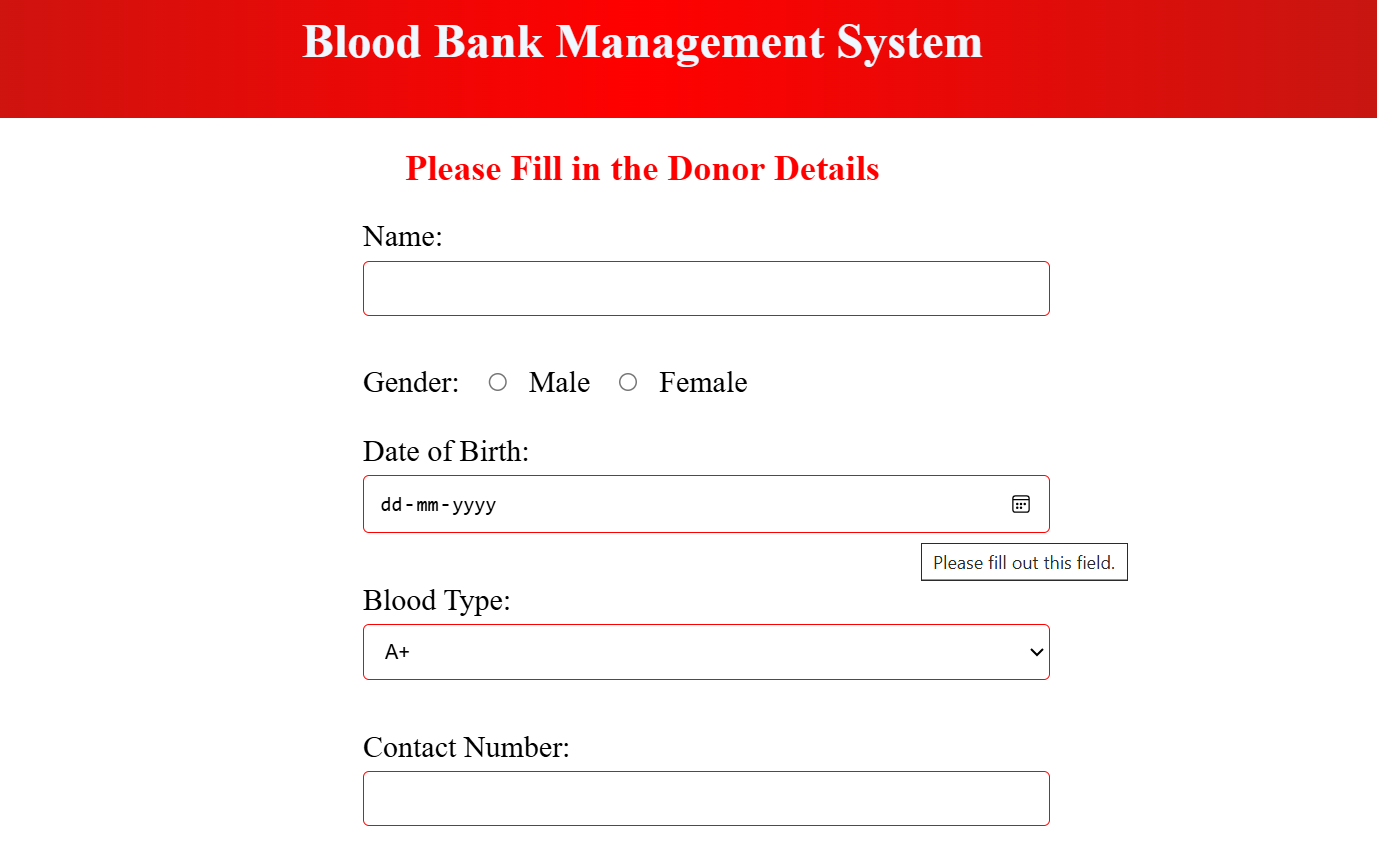 Blood Bank Management System
Please Fill in the Donor Details
Name:
Gender: Male Female
Date of Birth:
dd-mm-yyyy
Please fill out this field.
Blood Type:
A+
Contact Number: